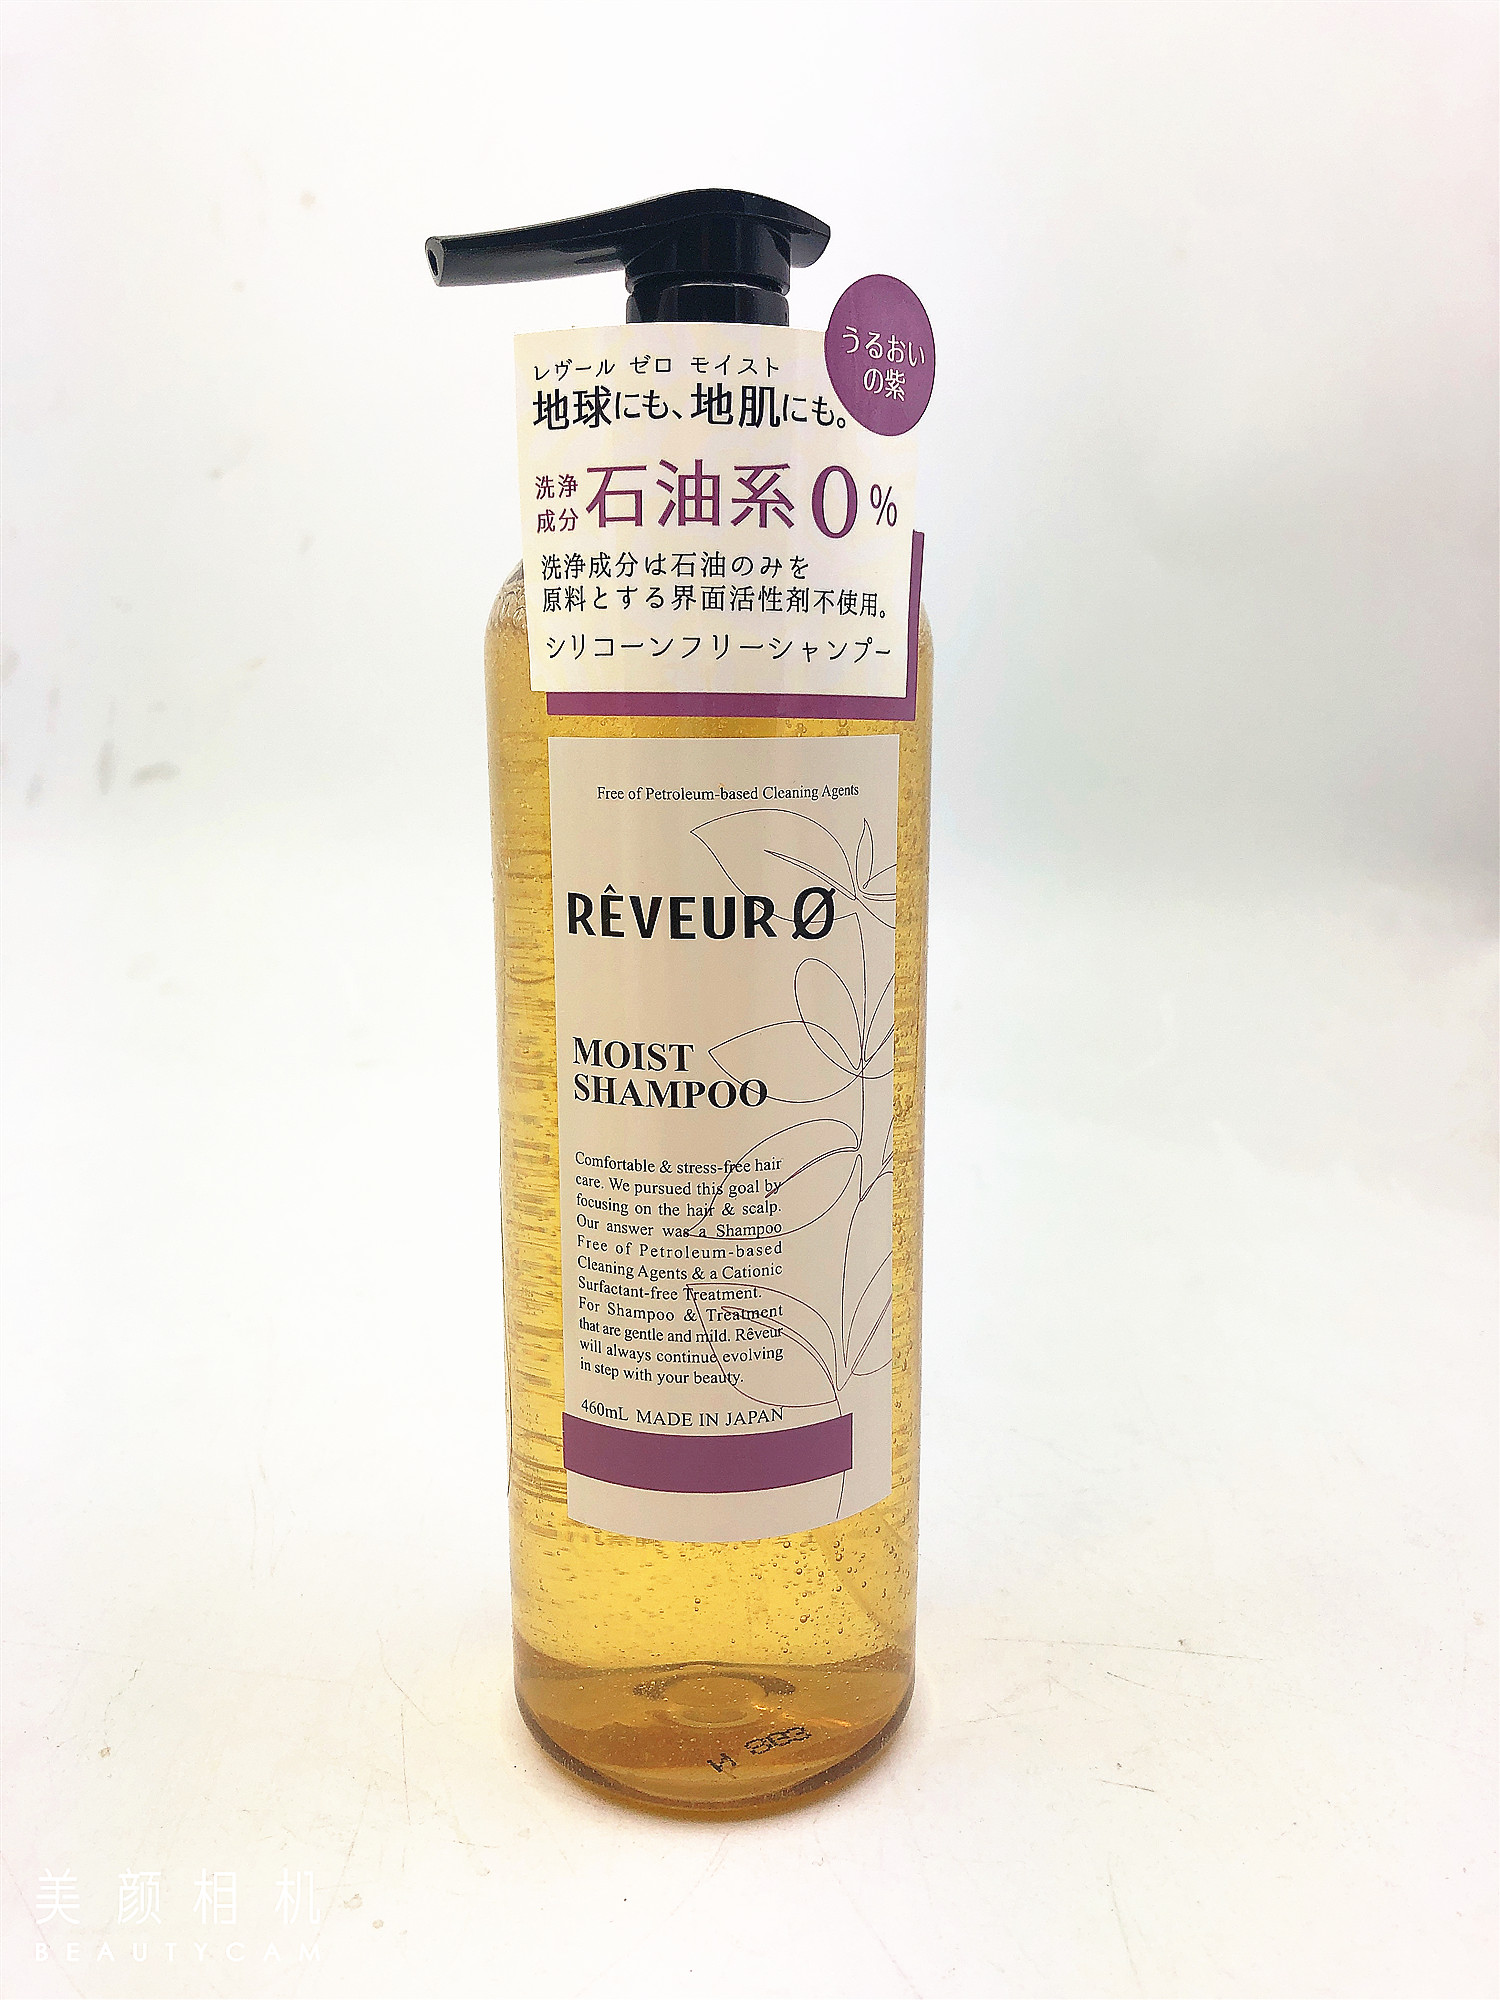 レヴール ゼロ モイスト
地球にも、地肌にも。
うるおい
の紫
洗浄
成分
石油系0%
洗浄成分は石油のみを
原料とする界面活性剤不使用。
シリコーンフリーシャンプー
Free of Petroleum-based Cleaning Agents
RÊVEUR Ø
MOIST
SHAMPOO
Comfortable & stress-free hair
care. We pursued this goal by
focusing on the hair & scalp.
Our answer was a Shampoo
Free of Petroleum-based
Cleaning Agents & a Cationic
Surfactant-free Treatment.
For Shampoo & Treatment
that are gentle and mild. Rêveur
will always continue evolving
in step with your beauty.
460mL MADE IN JAPAN
美颜相机
BEAUTYCAM